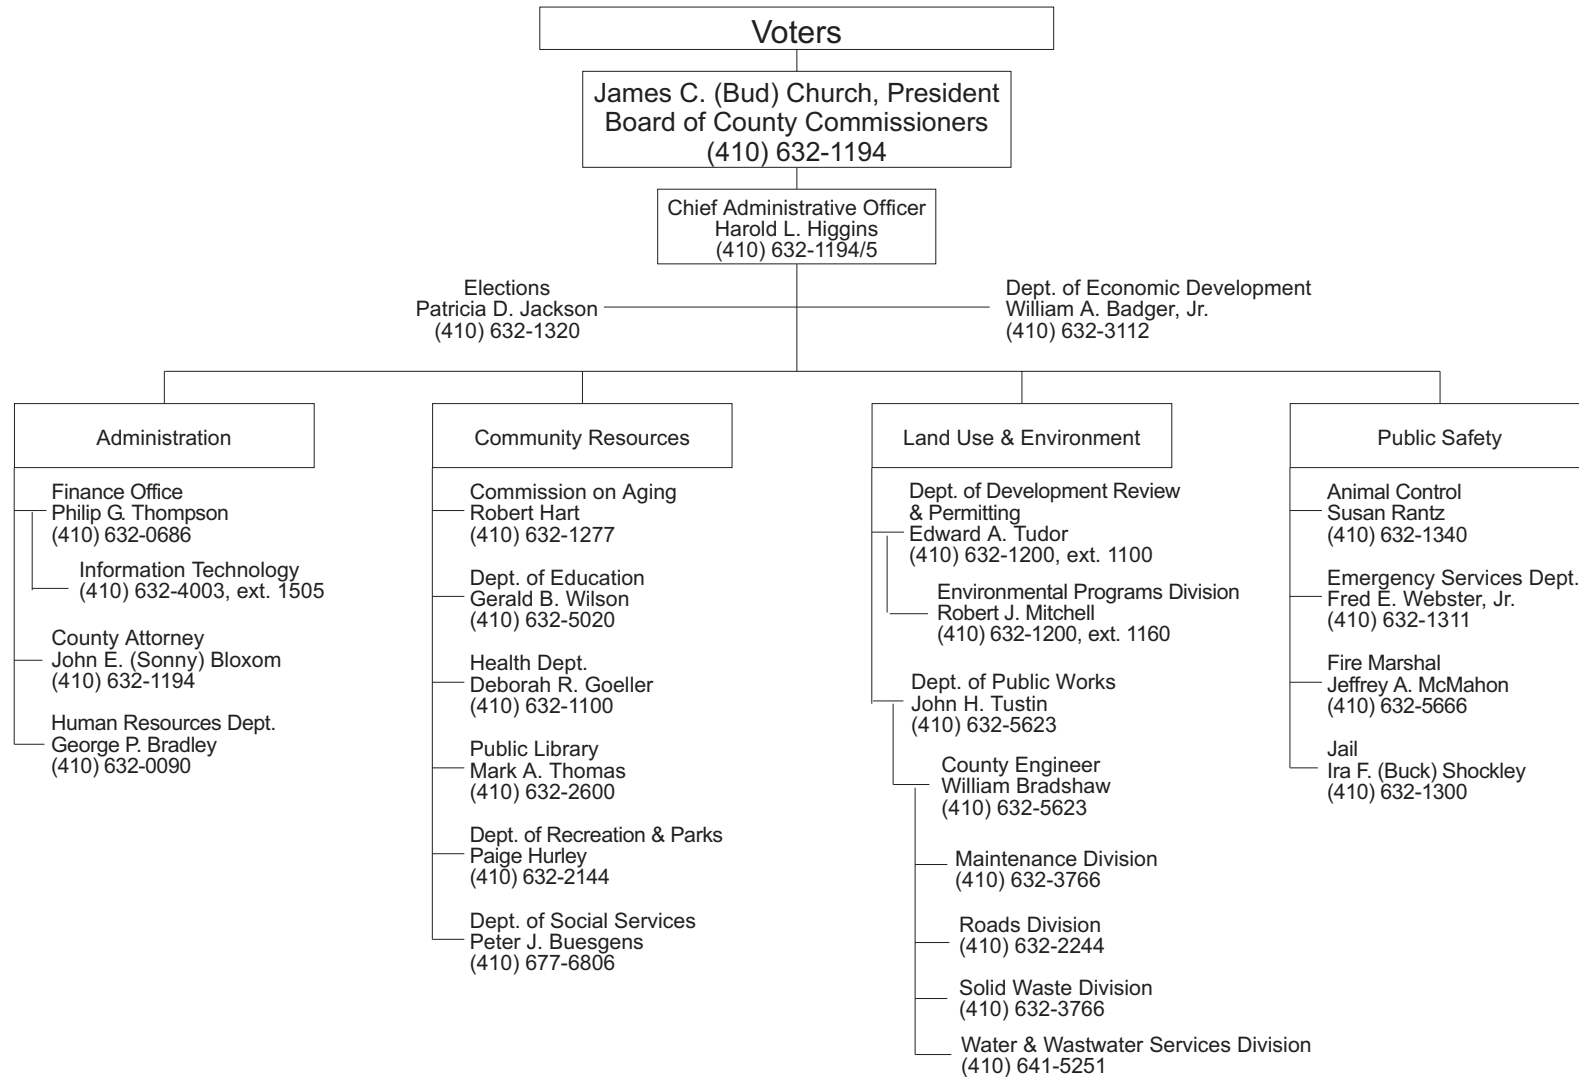 Voters
James C. (Bud) Church, President
Board of County Commissioners
(410) 632-1194
Chief Administrative Officer
Harold L. Higgins
(410) 632-1194/5
Elections
Patricia D. Jackson
(410) 632-1320
Dept. of Economic Development
William A. Badger, Jr.
(410) 632-3112
Administration
Finance Office
Philip G. Thompson
(410) 632-0686
Information Technology
(410) 632-4003, ext. 1505
County Attorney
John E. (Sonny) Bloxom
(410) 632-1194
Human Resources Dept.
George P. Bradley
(410) 632-0090
Community Resources
Commission on Aging
Robert Hart
(410) 632-1277
Dept. of Education
Gerald B. Wilson
(410) 632-5020
Health Dept.
Deborah R. Goeller
(410) 632-1100
Public Library
Mark A. Thomas
(410) 632-2600
Dept. of Recreation & Parks
Paige Hurley
(410) 632-2144
Dept. of Social Services
Peter J. Buesgens
(410) 677-6806
Land Use & Environment
Dept. of Development Review
& Permitting
Edward A. Tudor
(410) 632-1200, ext. 1100
Environmental Programs Division
Robert J. Mitchell
(410) 632-1200, ext. 1160
Dept. of Public Works
John H. Tustin
(410) 632-5623
County Engineer
William Bradshaw
(410) 632-5623
Maintenance Division
(410) 632-3766
Roads Division
(410) 632-2244
Solid Waste Division
(410) 632-3766
Water & Wastwater Services Division
(410) 641-5251
Public Safety
Animal Control
Susan Rantz
(410) 632-1340
Emergency Services Dept.
Fred E. Webster, Jr.
(410) 632-1311
Fire Marshal
Jeffrey A. McMahon
(410) 632-5666
Jail
Ira F. (Buck) Shockley
(410) 632-1300